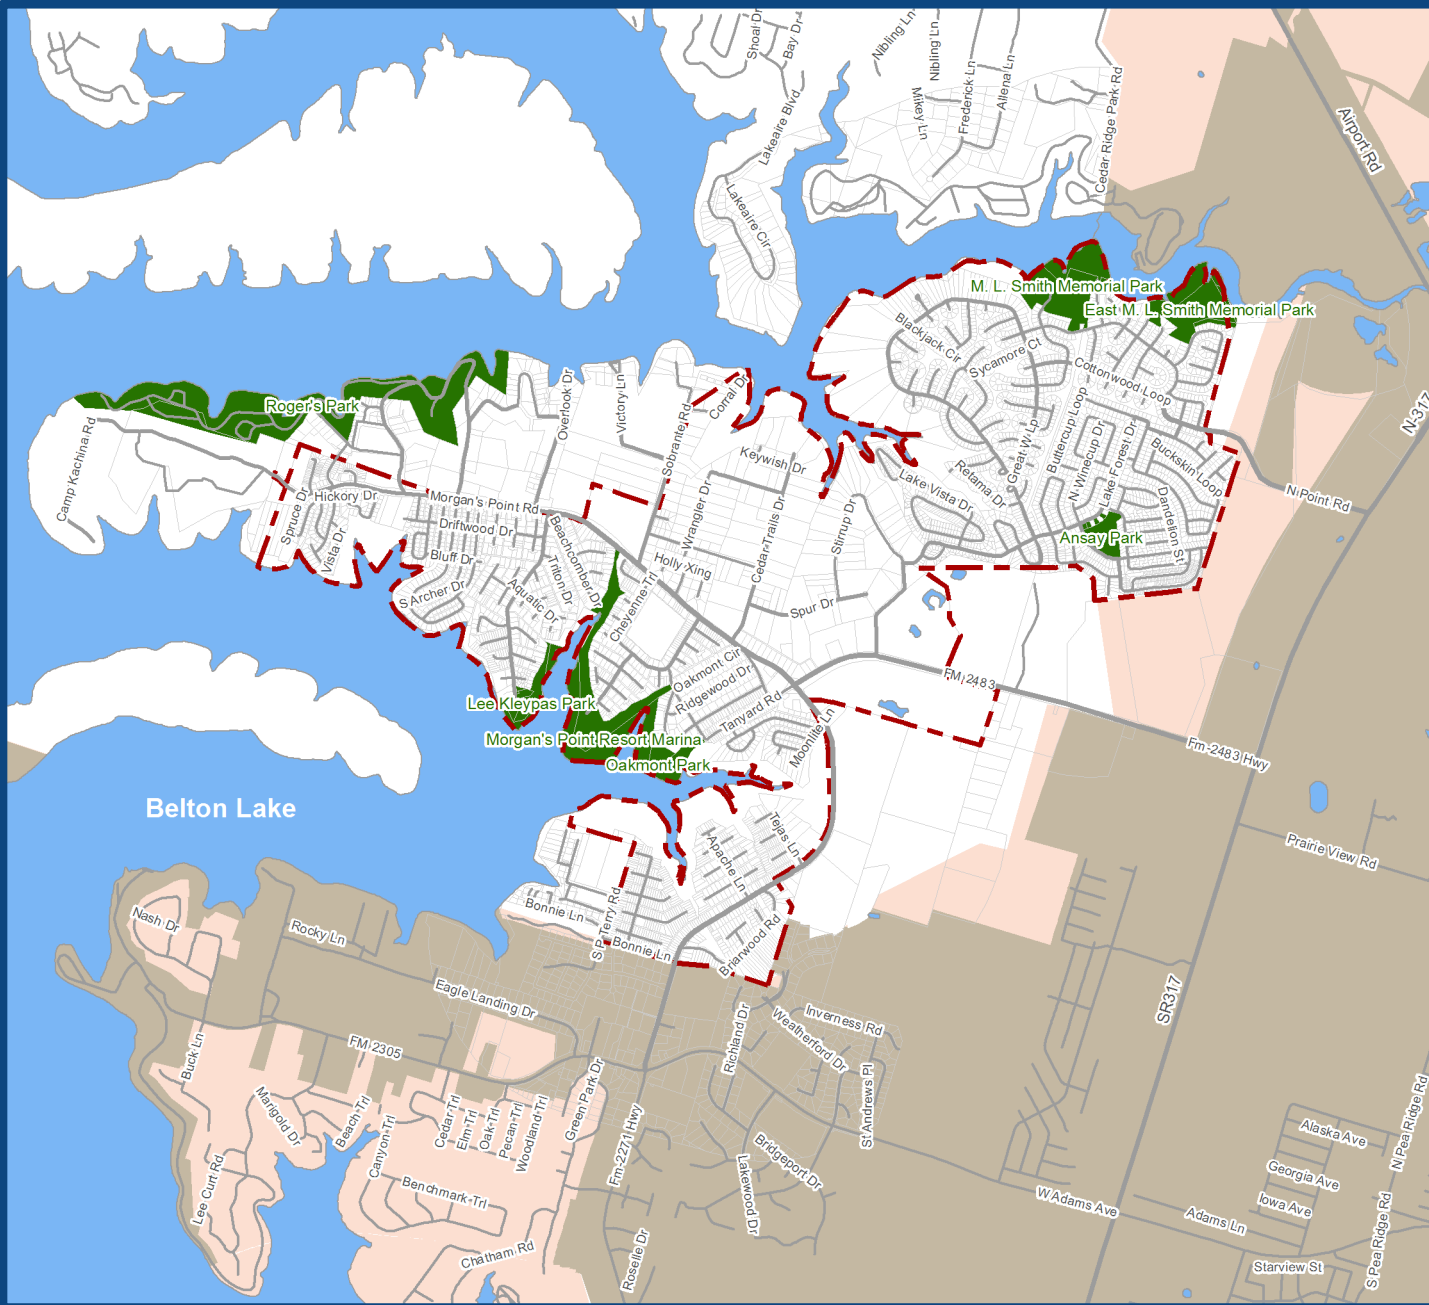 Shoal Dr
Bay Dr
Nibling Ln
Nibling Ln
Mikey Ln
Frederick Ln
Allena Ln
Cedar Ridge Park Rd
Airport Rd
Lakeaire Blvd
Lakeaire Cir
M. L. Smith Memorial Park
East M. L. Smith Memorial Park
Blackjack Cir
Sycamore Ct
Cottonwood Loop
N-317
Roger's Park
Overlook Dr
Victory Ln
Corral Dr
Sobrante Rd
Camp Kachina Rd
Keywish Dr
Great W Lp
Buttercup Loop
N Winecup Dr
Lake Forest Dr
Buckskin Loop
Retama Dr
Lake Vista Dr
N Point Rd
Hickory Dr
Morgan's Point Rd
Spruce Dr
Driftwood Dr
Wrangler Dr
Cedar Trails Dr
Stirrup Dr
Dandelion St
Ansay Park
Vista Dr
Bluff Dr
Beachcomber Dr
Triton Dr
Holly Xing
S Archer Dr
Aquatic Dr
Cheyenne Trl
Spur Dr
Oakmont Cir
Ridgewood Dr
FM 2483
Lee Kleypas Park
Tanyard Rd
Moonlite Ln
Morgan's Point Resort Marina
Oakmont Park
Fm-2483 Hwy
Belton Lake
Tejas Ln
Apache Ln
Prairie View Rd
Nash Dr
Bonnie Ln
S P Terry Rd
Rocky Ln
Bonnie Ln
Briarwood Rd
Eagle Landing Dr
SR317
Inverness Rd
Richland Dr
Weatherford Dr
Buck Ln
FM 2305
St Andrews Pl
Marigold Dr
Beach Trl
Canyon Trl
Cedar Trl
Elm Trl
Oak Trl
Pecan Trl
Woodland Trl
Green Park Dr
Fm-2271 Hwy
Bridgeport Dr
Lakewood Dr
Alaska Ave
N Pea Ridge Rd
Georgia Ave
Lee Curt Rd
Benchmark Trl
W Adams Ave
Iowa Ave
Adams Ln
S Pea Ridge Rd
Chatham Rd
Roselle Dr
Starview St